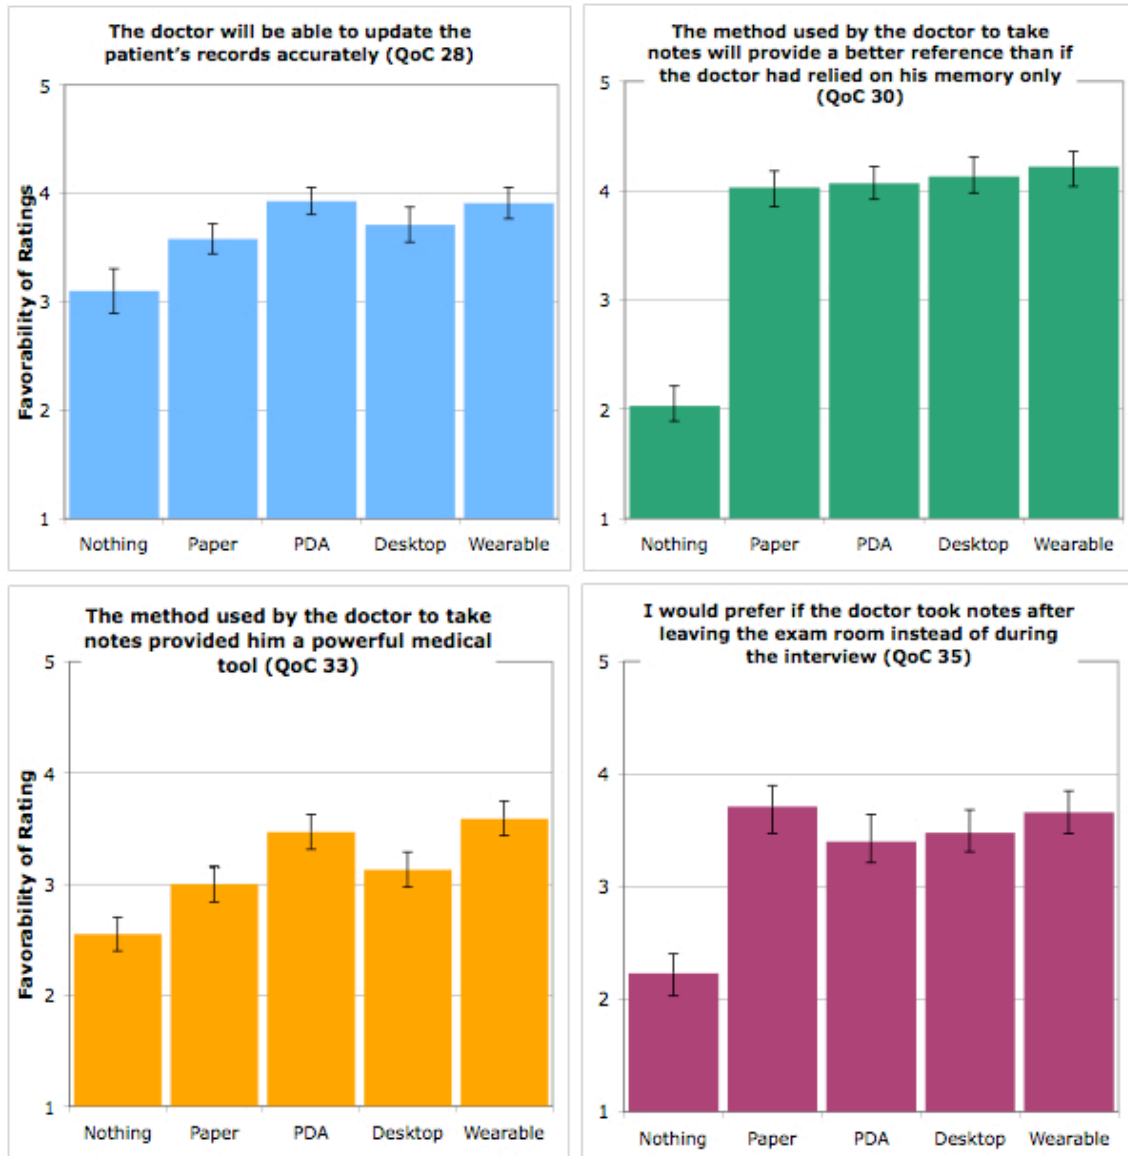 The doctor will be able to update the
patient's records accurately (QoC 28)
5
4
3
2
1
Favorability of Ratings
Nothing Paper PDA Desktop Wearable
The method used by the doctor to take
notes will provide a better reference than if
the doctor had relied on his memory only
(QoC 30)
5
4
3
2
1
Nothing Paper PDA Desktop Wearable
The method used by the doctor to take
notes provided him a powerful medical
tool (QoC 33)
5
4
3
2
1
Favorability of Rating
Nothing Paper PDA Desktop Wearable
I would prefer if the doctor took notes after
leaving the exam room instead of during
the interview (QoC 35)
5
4
3
2
1
Nothing Paper PDA Desktop Wearable